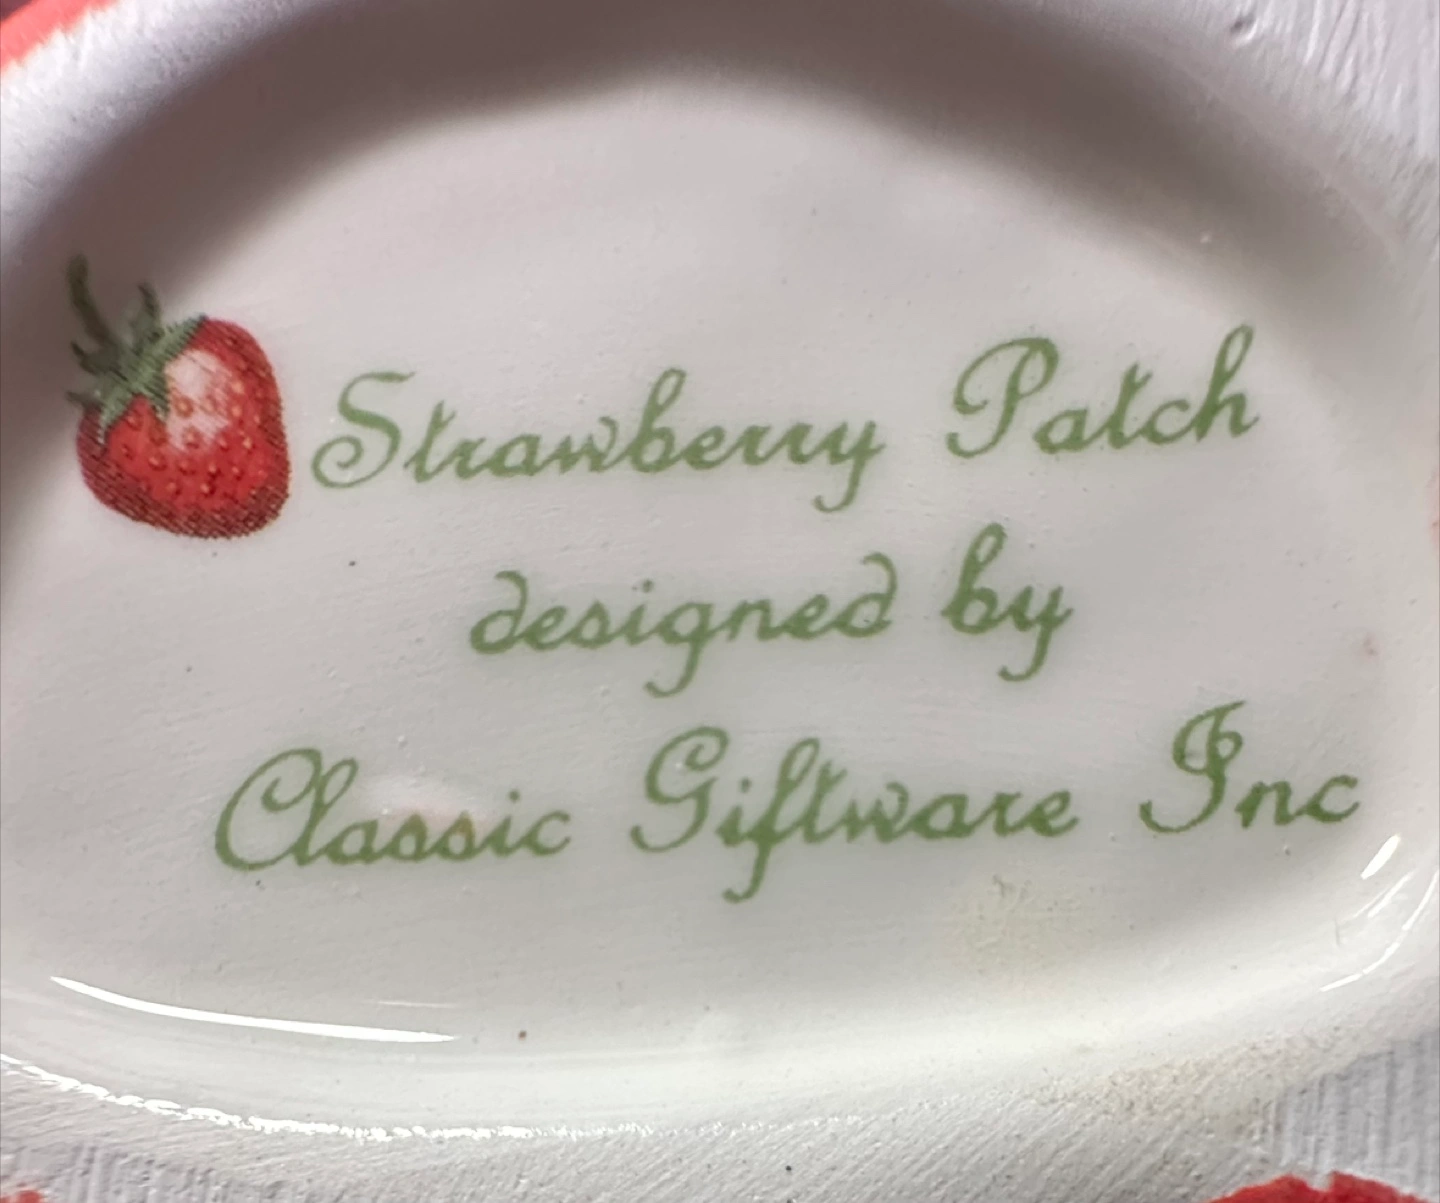 Strawberry Patch
designed by
Classic Giftware Inc